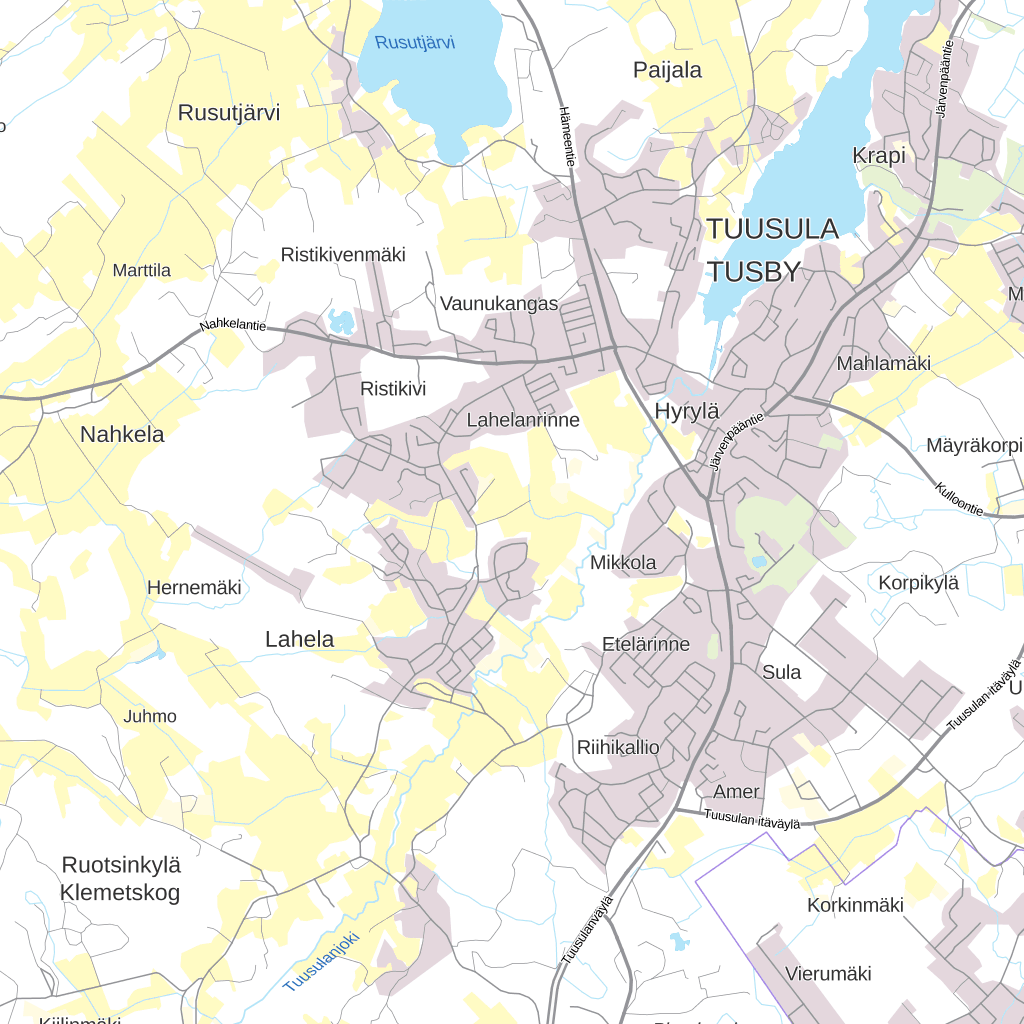 Rusutjärvi
Paijala
Järvenpääntie
Rusutjärvi
Hämeentie
Krapi
TUUSULA
TUSBY
Ristikivenmäki
Marttila
Vaunukangas
Nahkelantie
Mahlamäki
Ristikivi
Hyrylä
Lahelanrinne
Järvenpääntie
Nahkela
Mäyräkorpi
Kulloontie
Mikkola
Korpikylä
Hernemäki
Lahela
Etelärinne
Sula
Tuusulan itäväylä
Juhmo
Riihikallio
Amer
Tuusulan itäväylä
Ruotsinkylä
Klemetskog
Korkinmäki
Tuusulanväylä
Tuusulanjoki
Vierumäki